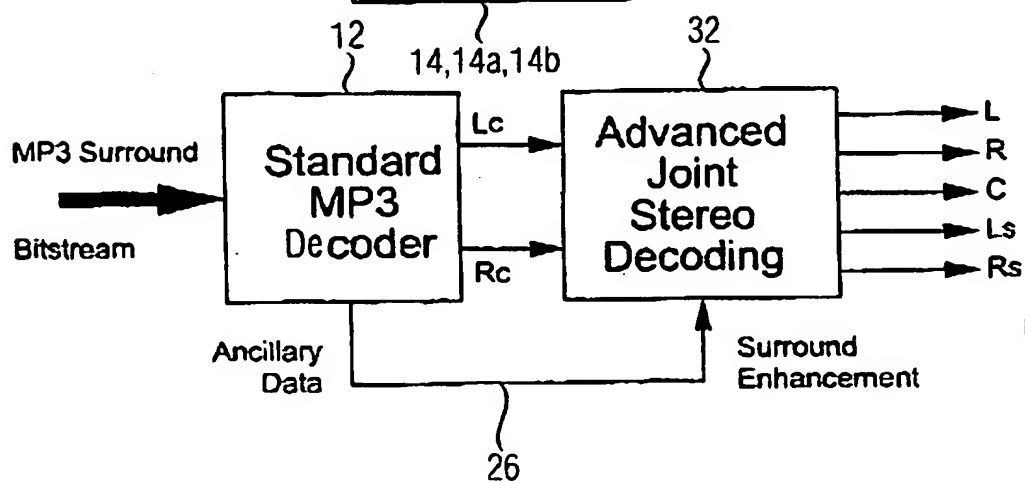 12
14,14a,14b
32
MP3 Surround
Bitstream
Standard
MP3
Decoder
Lc
Rc
Advanced
Joint
Stereo
Decoding
L
R
C
Ls
Rs
Ancillary
Data
Surround
Enhancement
26